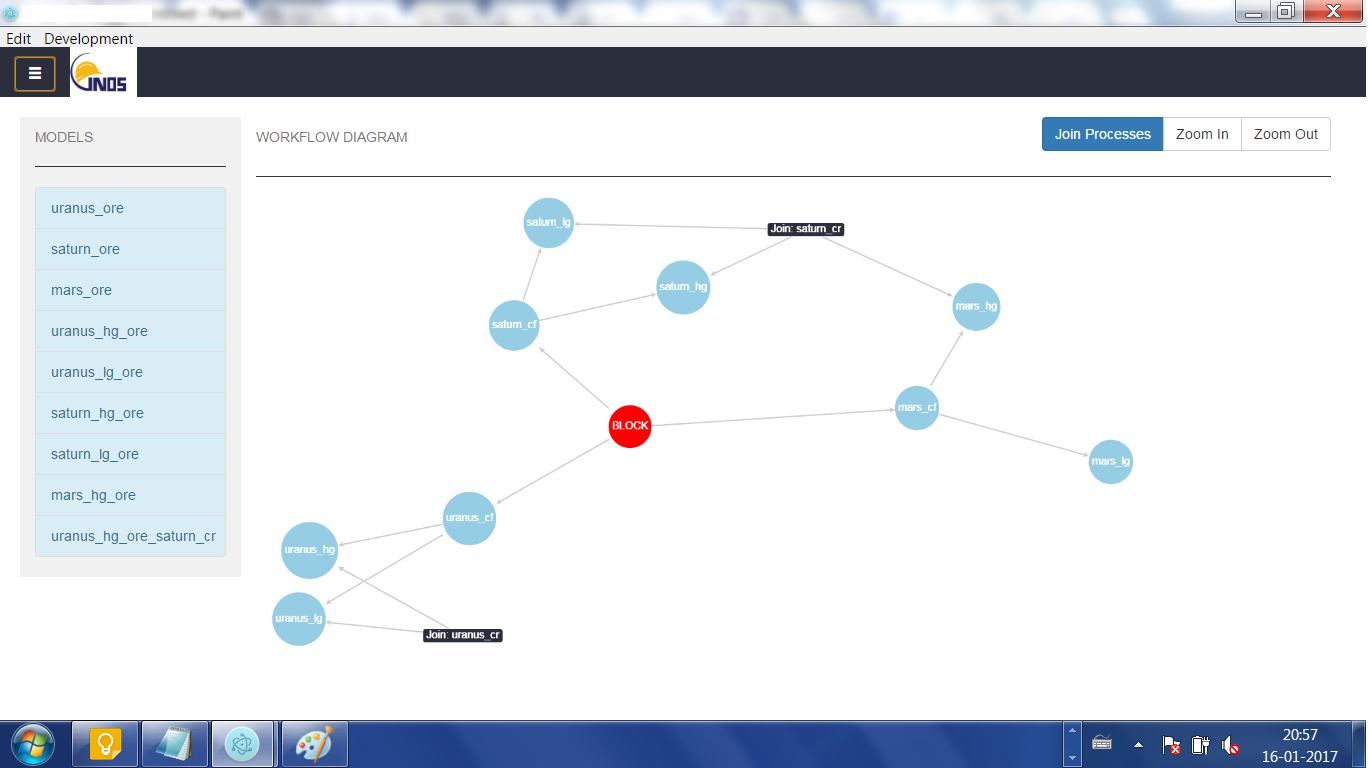 Paint
Edit Development
JNOS
MODELS
WORKFLOW DIAGRAM
Join Processes Zoom In Zoom Out
uranus_ore
saturn_ore
mars_ore
uranus_hg_ore
uranus_lg_ore
saturn_hg_ore
saturn_lg_ore
mars_hg_ore
uranus_hg_ore_saturn_cr
saturn_lg
Join: saturn_cr
saturn_hg
mars_hg
saturn_cf
mars_cf
BLOCK
mars_lg
uranus_cf
uranus_hg
uranus_lg
Join: uranus_cr
20:57
16-01-2017